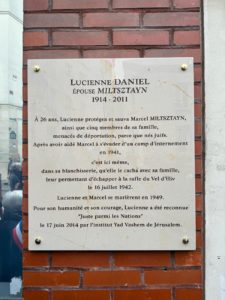 Lucienne DANIEL
épouse MILTSZTAYN
1914 - 2011
À 26 ans, Lucienne protégea et sauva Marcel MILTSZTAYN,
ainsi que cinq membres de sa famille,
menacés de déportation, parce que nés juifs.
Après avoir aidé Marcel à s'évader d'un camp d'internement
en 1941,
c'est ici même,
dans sa blanchisserie, qu'elle le cacha avec sa famille,
leur permettant d'échapper à la rafle du Vel d'Hiv
le 16 juillet 1942.
Lucienne et Marcel se marièrent en 1949.
Pour son humanité et son courage, Lucienne a été reconnue
"Juste parmi les Nations"
le 17 juin 2014 par l'institut Yad Vashem de Jérusalem.